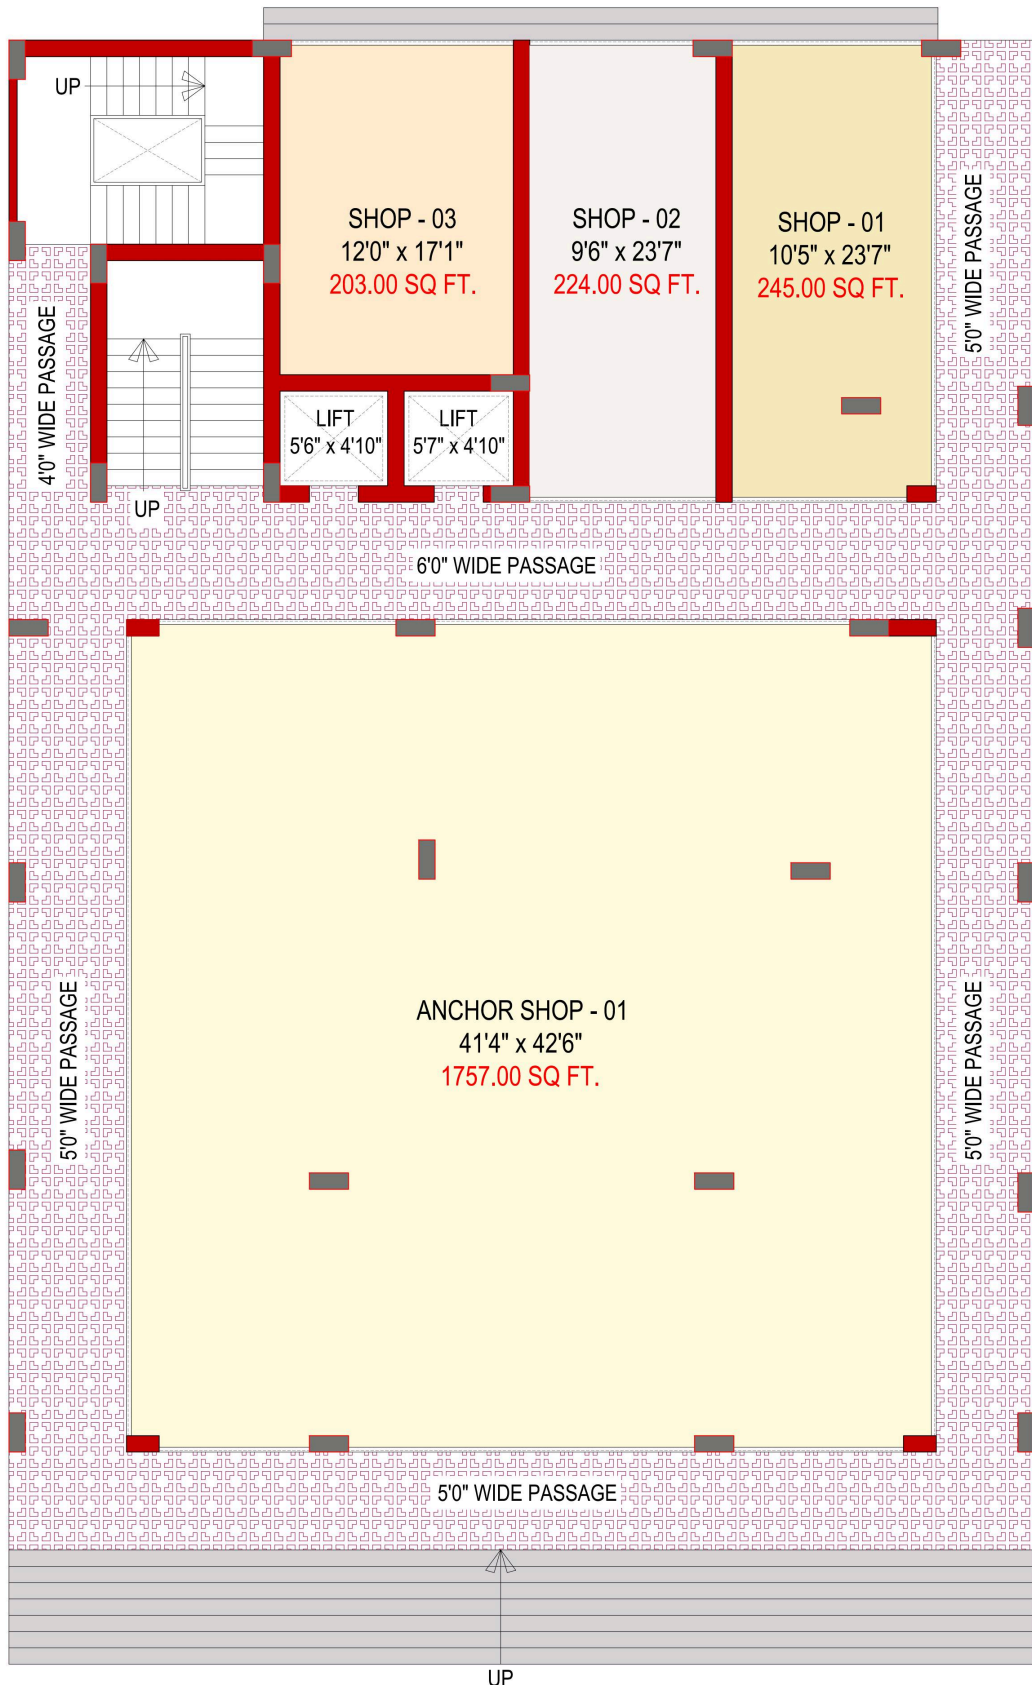 UP
SHOP - 03
12'0" x 17'1"
203.00 SQ FT.
SHOP - 02
9'6" x 23'7"
224.00 SQ FT.
SHOP - 01
10'5" x 23'7"
245.00 SQ FT.
5'0" WIDE PASSAGE
4'0" WIDE PASSAGE
LIFT
5'6" x 4'10"
LIFT
5'7" x 4'10"
UP
6'0" WIDE PASSAGE
ANCHOR SHOP - 01
41'4" x 42'6"
1757.00 SQ FT.
5'0" WIDE PASSAGE
5'0" WIDE PASSAGE
5'0" WIDE PASSAGE
UP